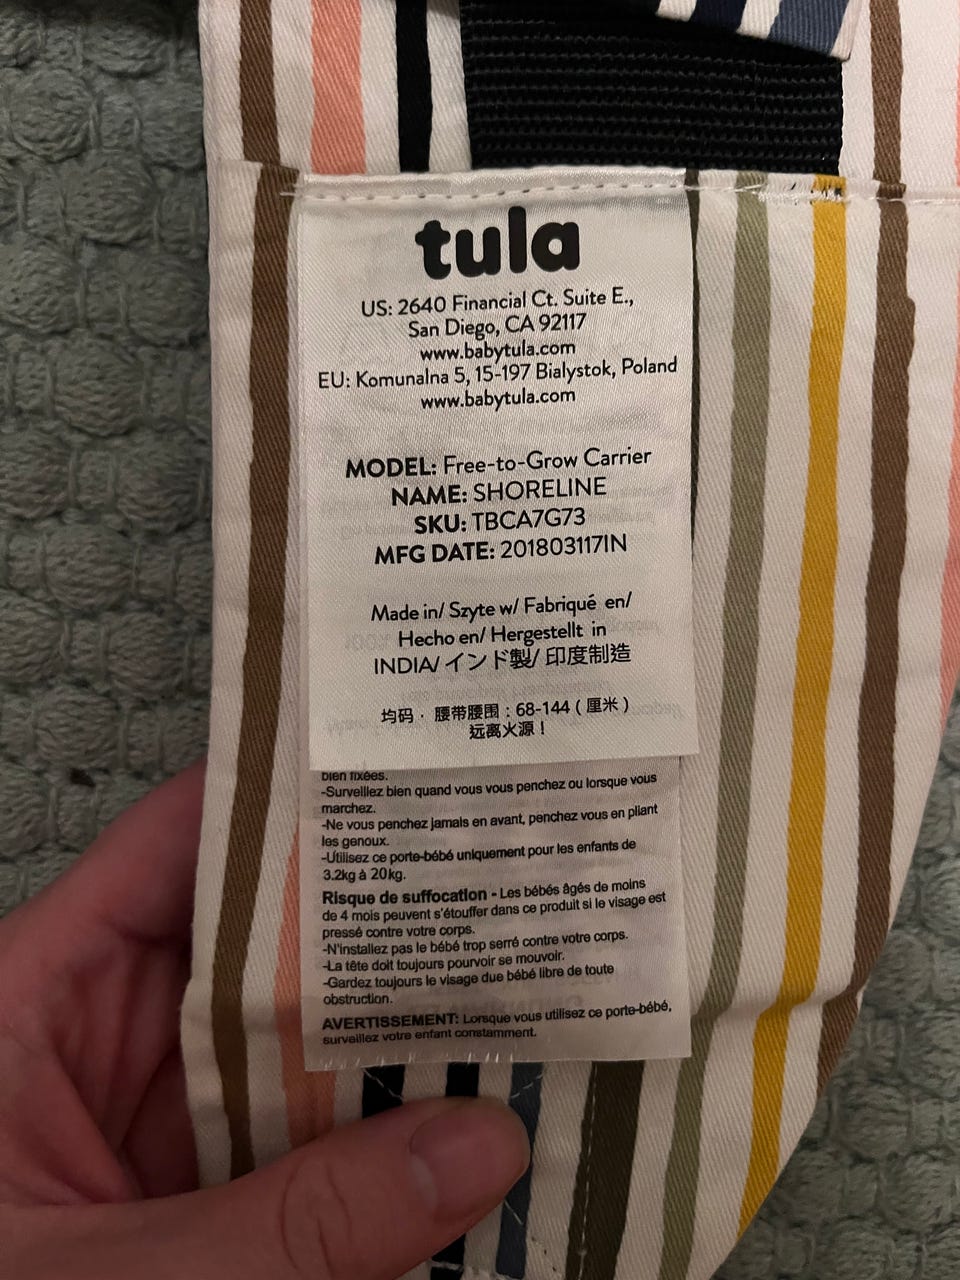 tula
US: 2640 Financial Ct. Suite E.,
San Diego, CA 92117
www.babytula.com
EU: Komunalna 5, 15-197 Bialystok, Poland
www.babytula.com
MODEL: Free-to-Grow Carrier
NAME: SHORELINE
SKU: TBCA7G73
MFG DATE: 201803117IN
Made in/ Szyte w/ Fabriqué en/
Hecho en/ Hergestellt in
INDIA/ インド製/ 印度制造
均码 · 腰带腰围 : 68-144 ( 厘米 )
远离火源 !
bien fixées.
-Surveillez bien quand vous vous penchez ou lorsque vous
marchez.
-Ne vous penchez jamais en avant, penchez vous en pliant
les genoux.
-Utilisez ce porte-bébé uniquement pour les enfants de
3.2kg à 20kg.
Risque de suffocation - Les bébés âgés de moins
de 4 mois peuvent s'étouffer dans ce produit si le visage est
pressé contre votre corps.
-N'installez pas le bébé trop serré contre votre corps.
-La tête doit toujours pourvoir se mouvoir.
-Gardez toujours le visage due bébé libre de toute
obstruction.
AVERTISSEMENT: Lorsque vous utilisez ce porte-bébé,
surveillez votre enfant constamment.